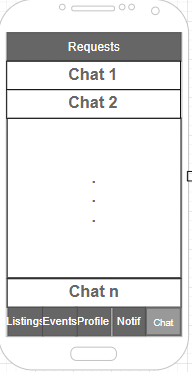 Requests
Chat 1
Chat 2
.
.
.
Chat n
Listings Events Profile Notif Chat